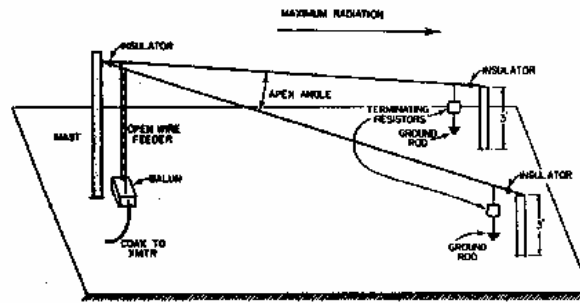 MAXIMUM RADIATION
INSULATOR
INSULATOR
APEX ANGLE
TERMINATING
RESISTORS
MAST
OPEN WIRE
FEEDER
GROUND
ROD
BALUN
INSULATOR
COAX TO
XMTR
GROUND
ROD